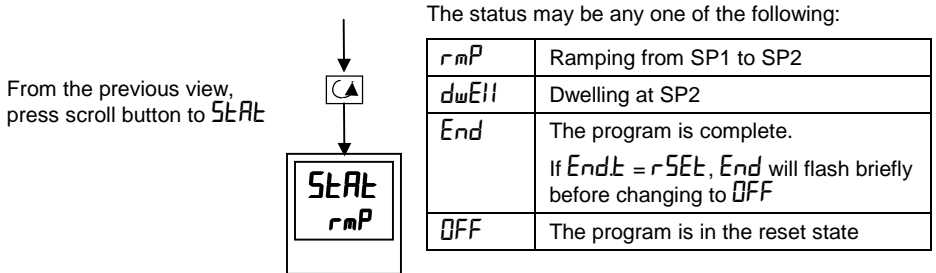 The status may be any one of the following:
From the previous view,
press scroll button to StAt
StAt
rmP
rmP Ramping from SP1 to SP2
dwEll Dwelling at SP2
End The program is complete.
If End.t = rSEt, End will flash briefly
before changing to OFF
OFF The program is in the reset state